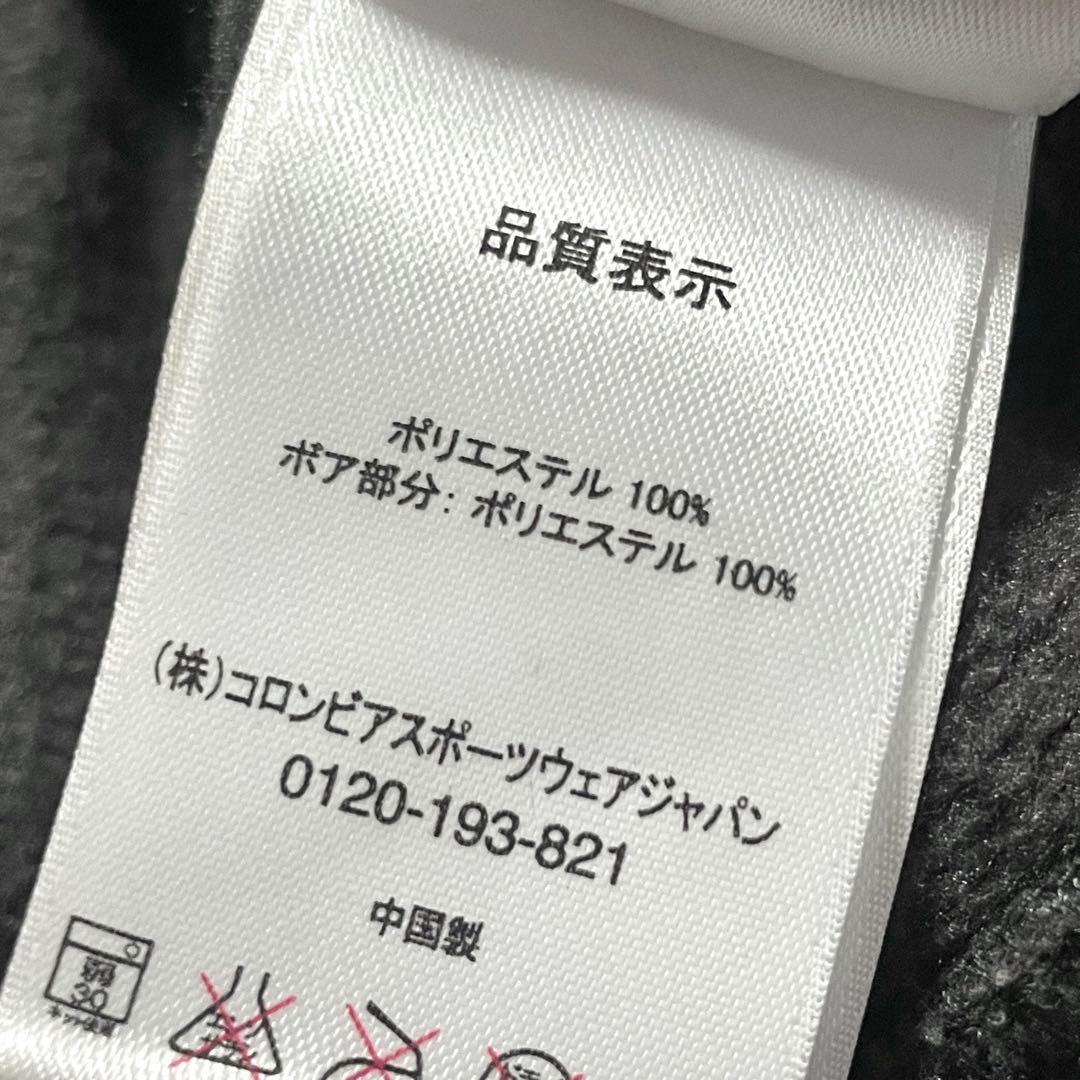 品質表示
ポリエステル 100%
ボア部分: ポリエステル 100%
(株)コロンビアスポーツウェアジャパン
0120-193-821
中国製
弱
30